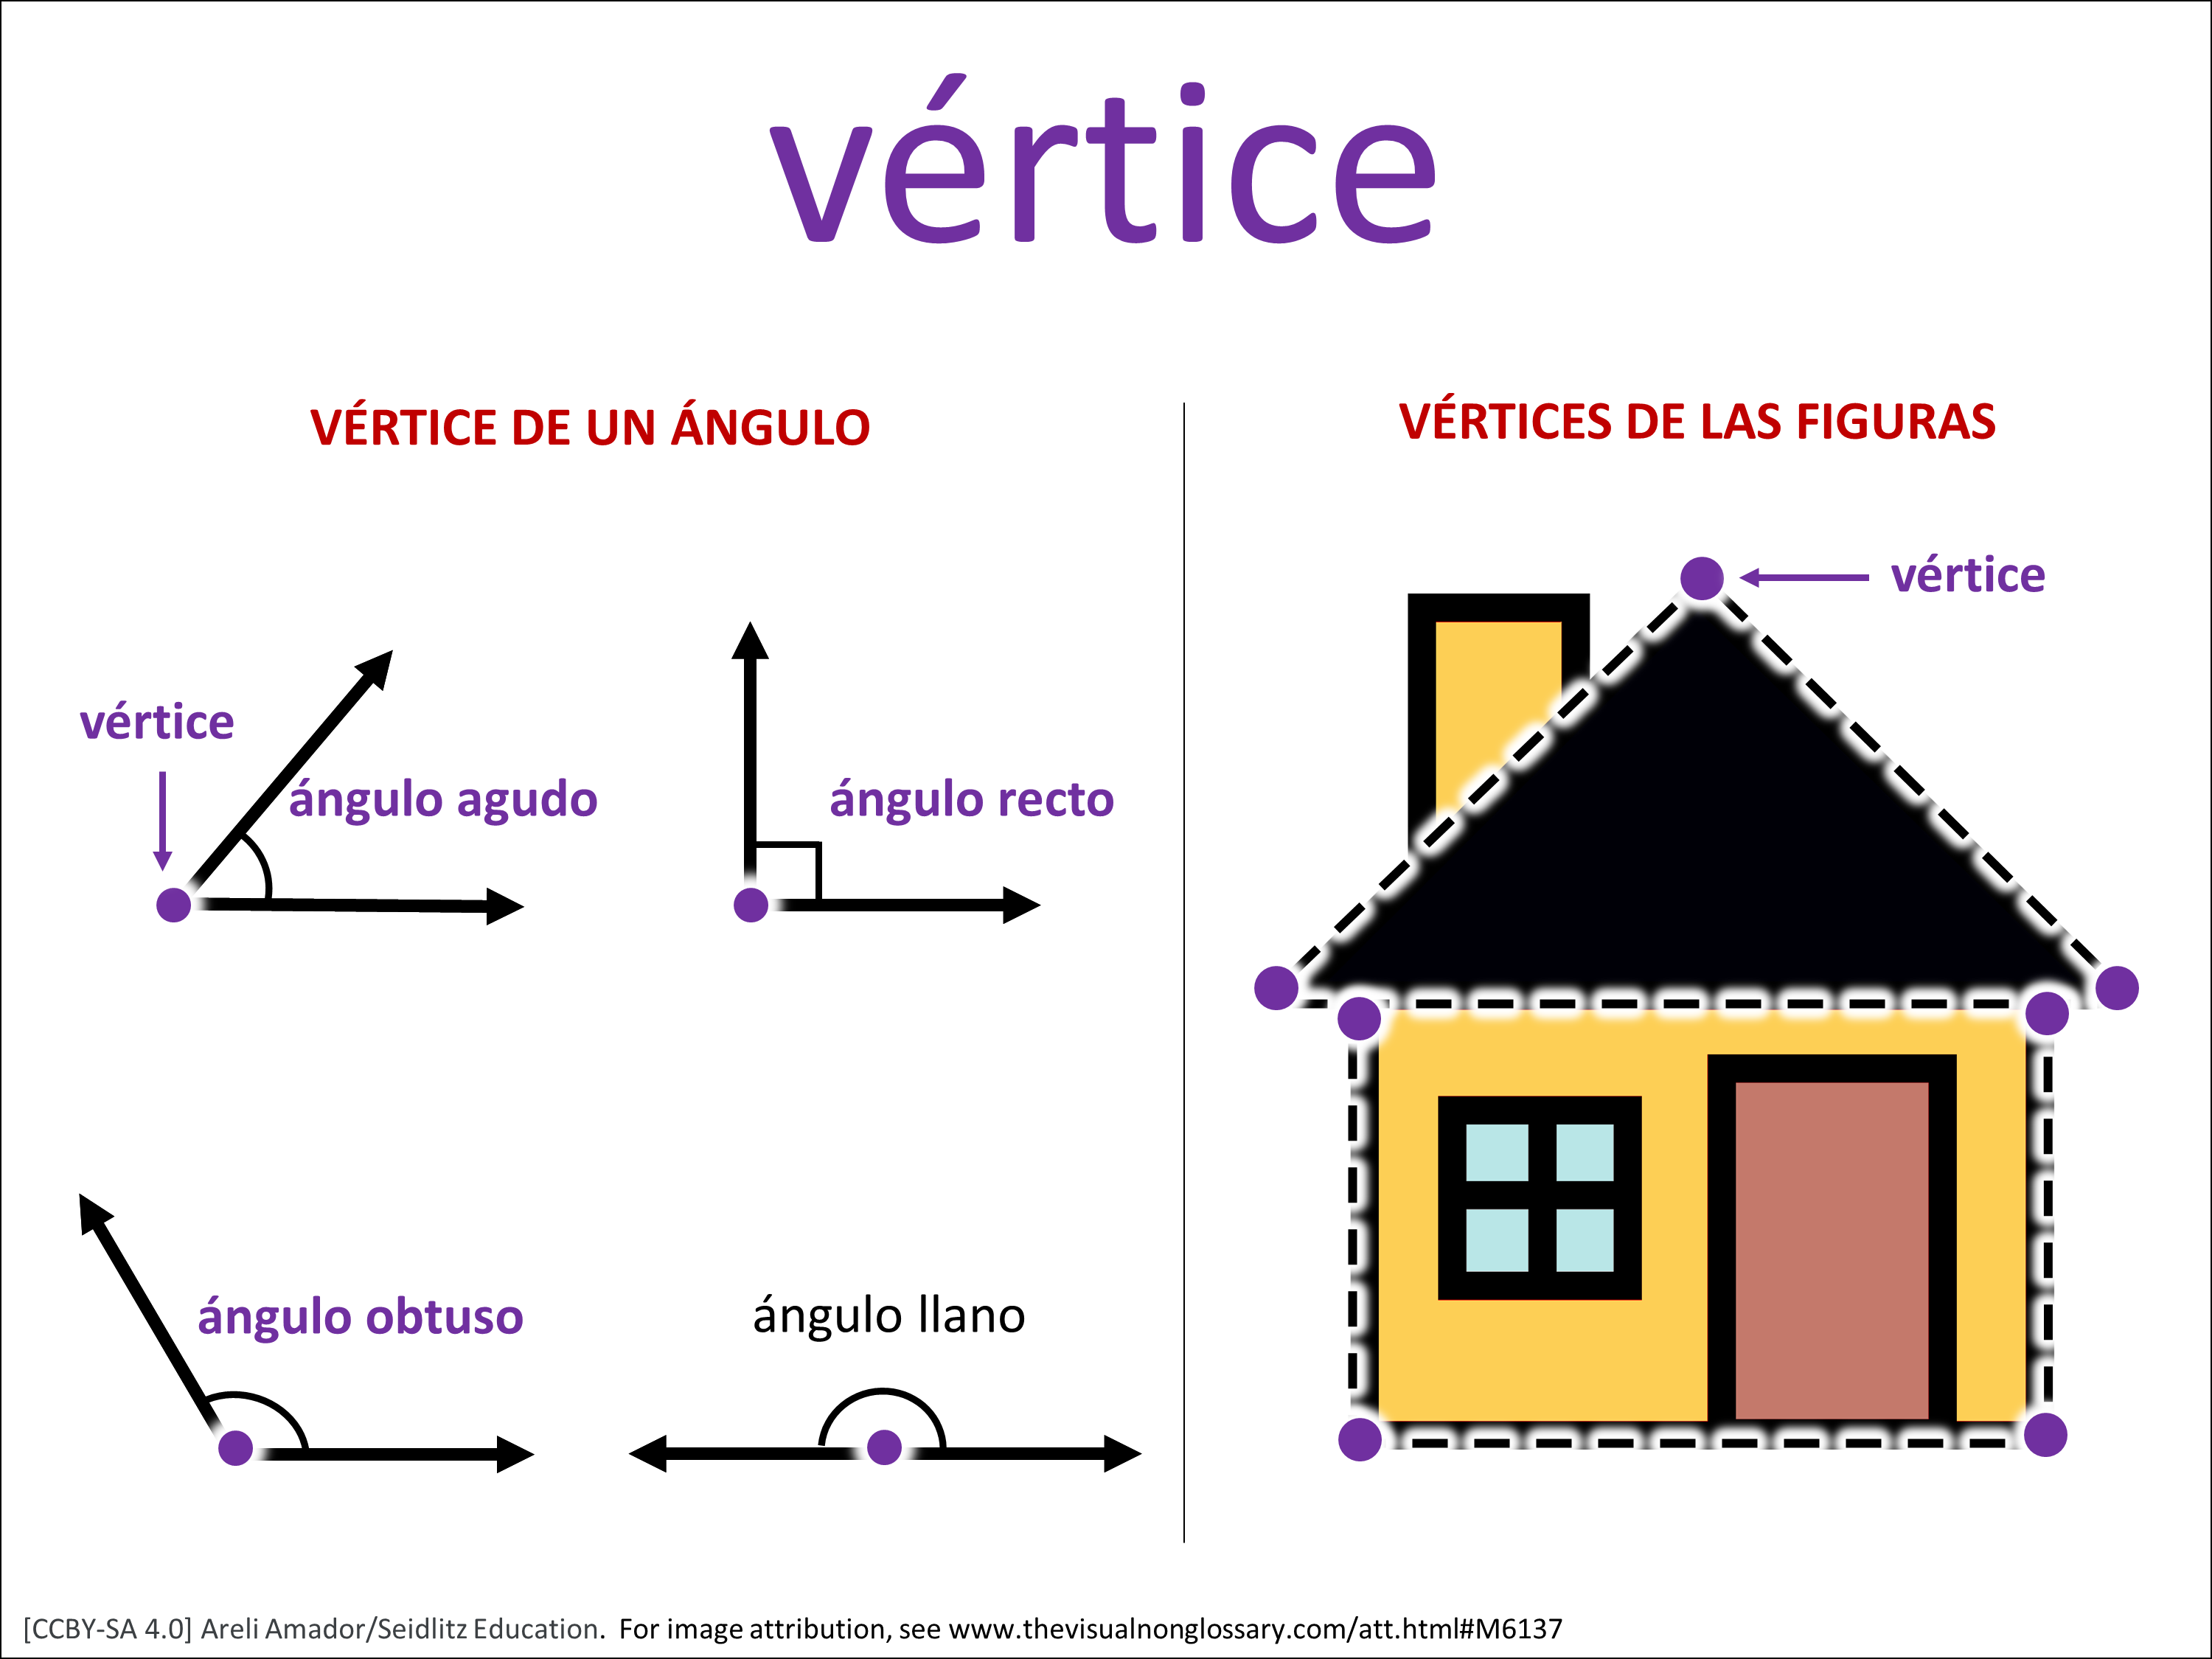 vértice
VÉRTICE DE UN ÁNGULO
VÉRTICES DE LAS FIGURAS
vértice
ángulo agudo
ángulo recto
ángulo obtuso
ángulo llano
vértice
[CCBY-SA 4.0] Areli Amador/Seidlitz Education.  For image attribution, see www.thevisualnonglossary.com/att.html#M6137